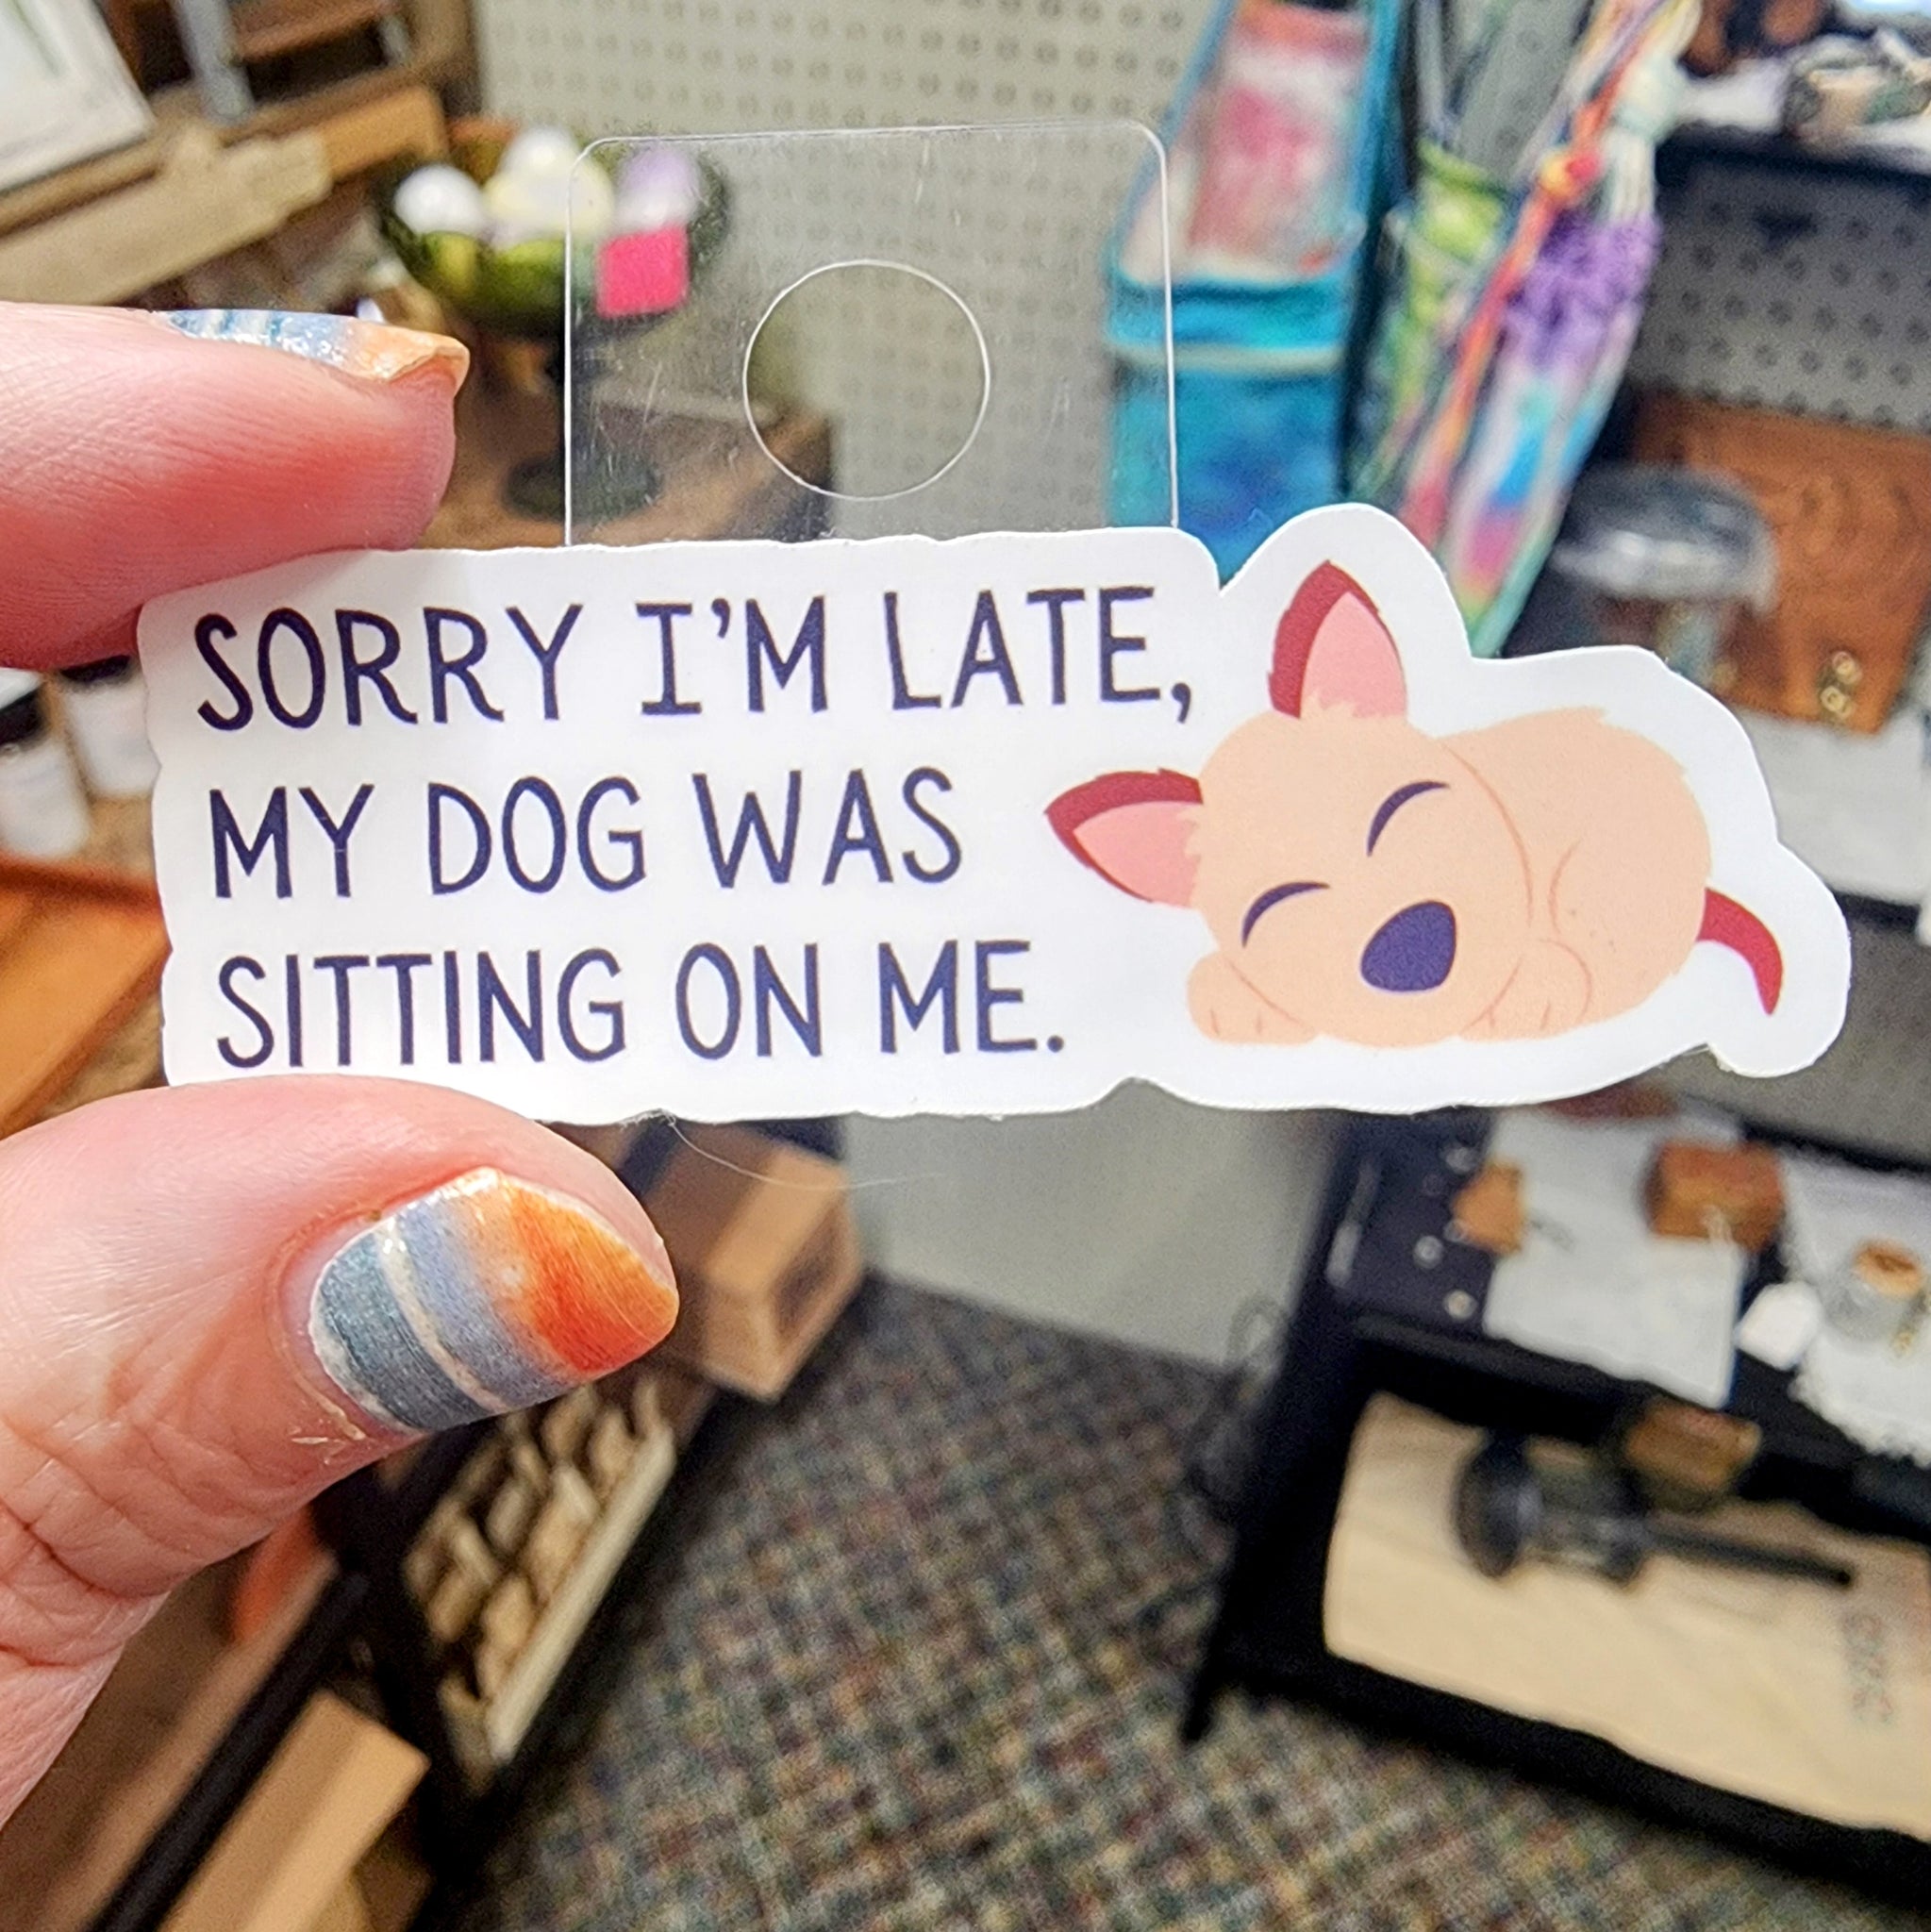 SORRY I'M LATE,
MY DOG WAS
SITTING ON ME.